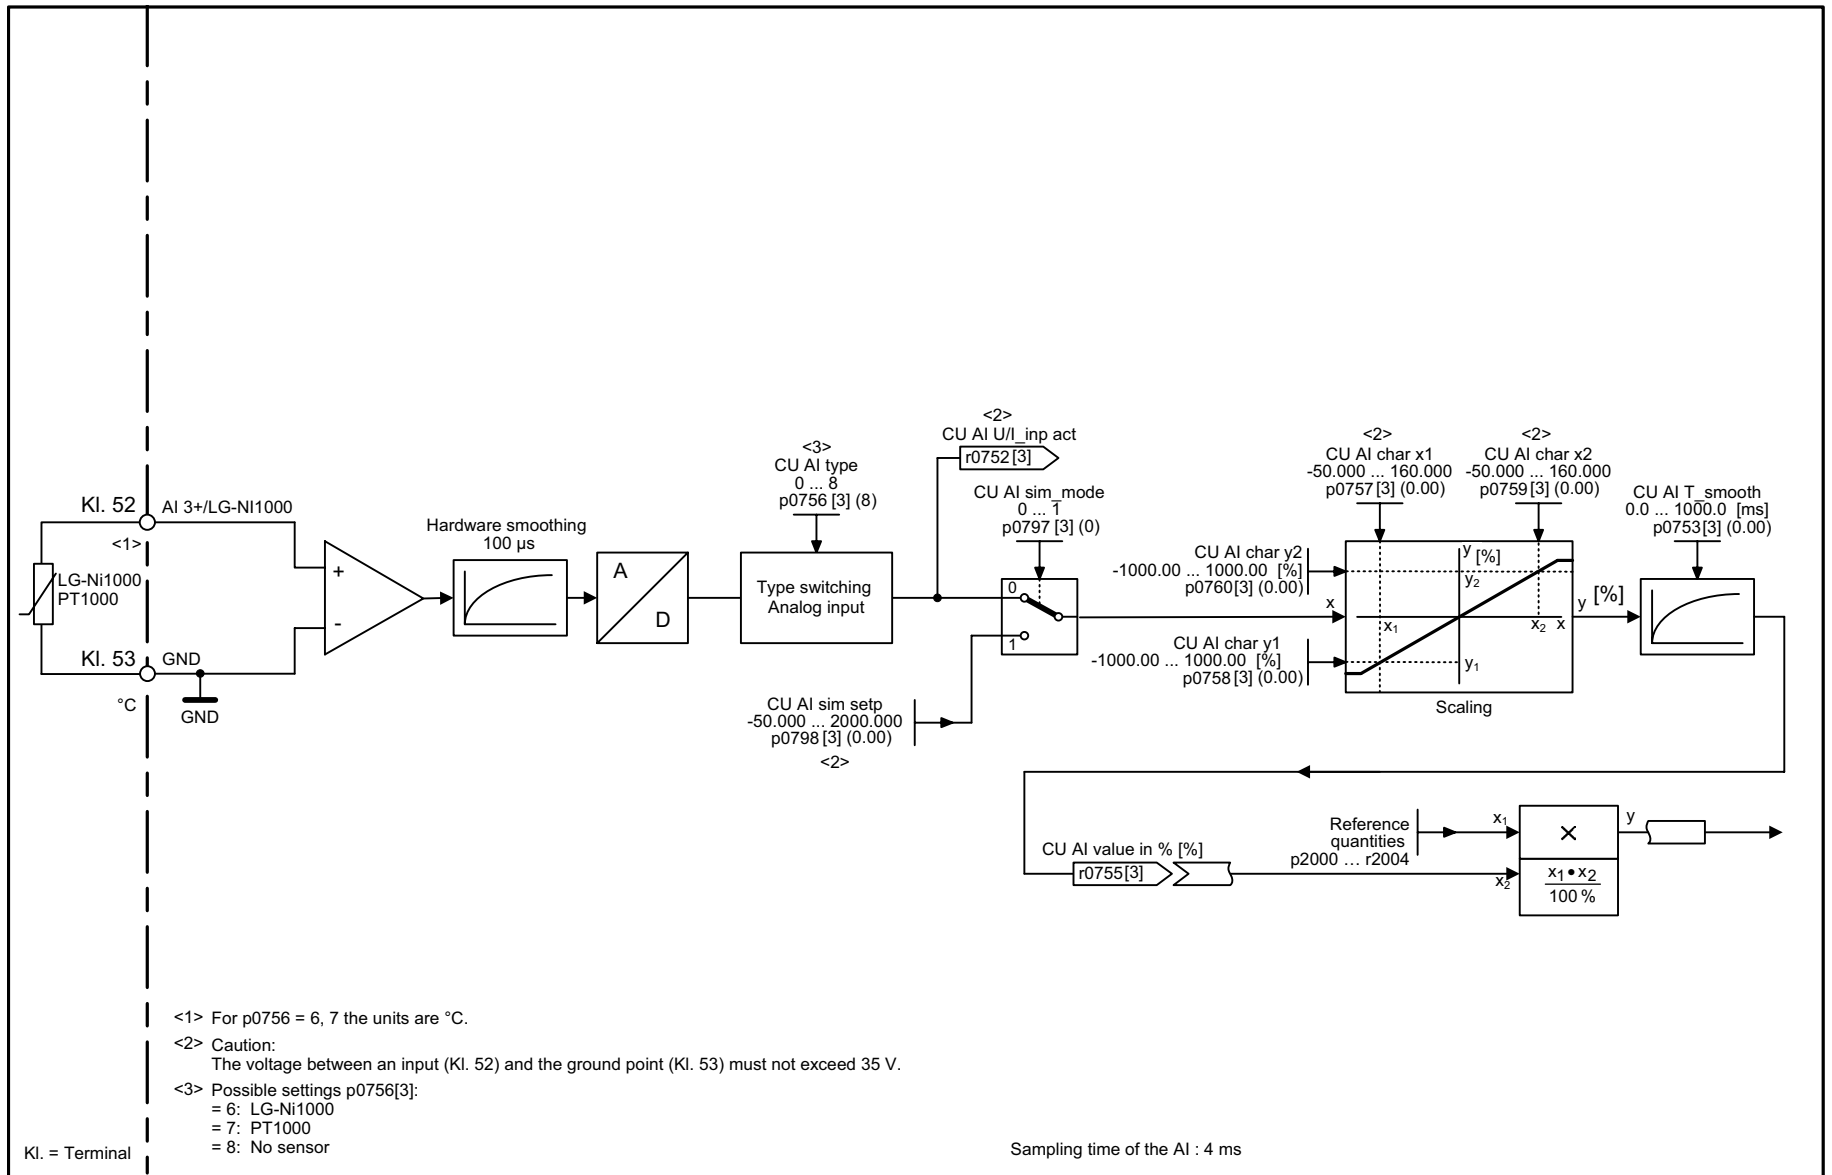 <2>
CU AI U/I_inp act
r0752[3]
<3>
CU AI type
0 ... 8
p0756 [3] (8)
CU AI sim_mode
0 ... 1
p0797 [3] (0)
<2>
CU AI char x1
-50.000 ... 160.000
p0757[3] (0.00)
<2>
CU AI char x2
-50.000 ... 160.000
p0759[3] (0.00)
CU AI T_smooth
0.0 ... 1000.0 [ms]
p0753[3] (0.00)
Kl. 52
AI 3+/LG-NI1000
<1>
LG-Ni1000
PT1000
Kl. 53
GND
°C
GND
+
-
Hardware smoothing
100 µs
A
D
Type switching
Analog input
0
1
CU AI char y2
-1000.00 ... 1000.00 [%]
p0760[3] (0.00)
x
CU AI char y1
-1000.00 ... 1000.00 [%]
p0758[3] (0.00)
y [%]
y2
x1
x2 x
y1
Scaling
y [%]
CU AI sim setp
-50.000 ... 2000.000
p0798[3] (0.00)
<2>
CU AI value in % [%]
r0755[3]
Reference
quantities
p2000 ... r2004
x1
x2
×
x1 • x2
100 %
y
<1> For p0756 = 6, 7 the units are °C.
<2> Caution:
The voltage between an input (Kl. 52) and the ground point (Kl. 53) must not exceed 35 V.
<3> Possible settings p0756[3]:
= 6: LG-Ni1000
= 7: PT1000
= 8: No sensor
Kl. = Terminal
Sampling time of the AI : 4 ms